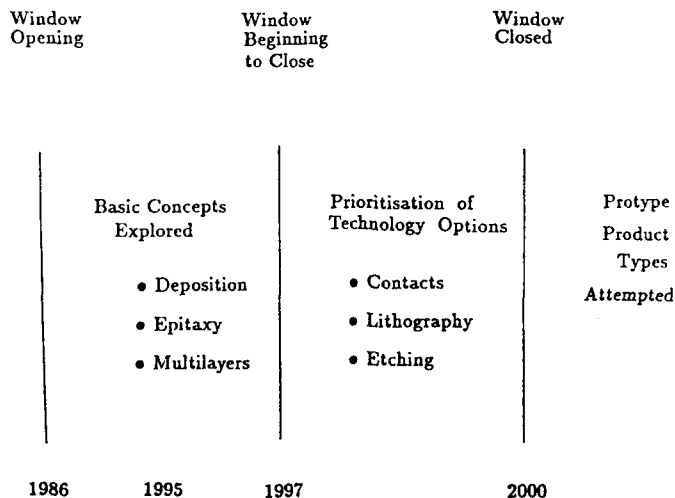 Window
Opening
Window
Beginning
to Close
Window
Closed
Basic Concepts
Explored
• Deposition
• Epitaxy
• Multilayers
Prioritisation of
Technology Options
• Contacts
• Lithography
• Etching
Protype
Product
Types
Attempted
1986
1995
1997
2000